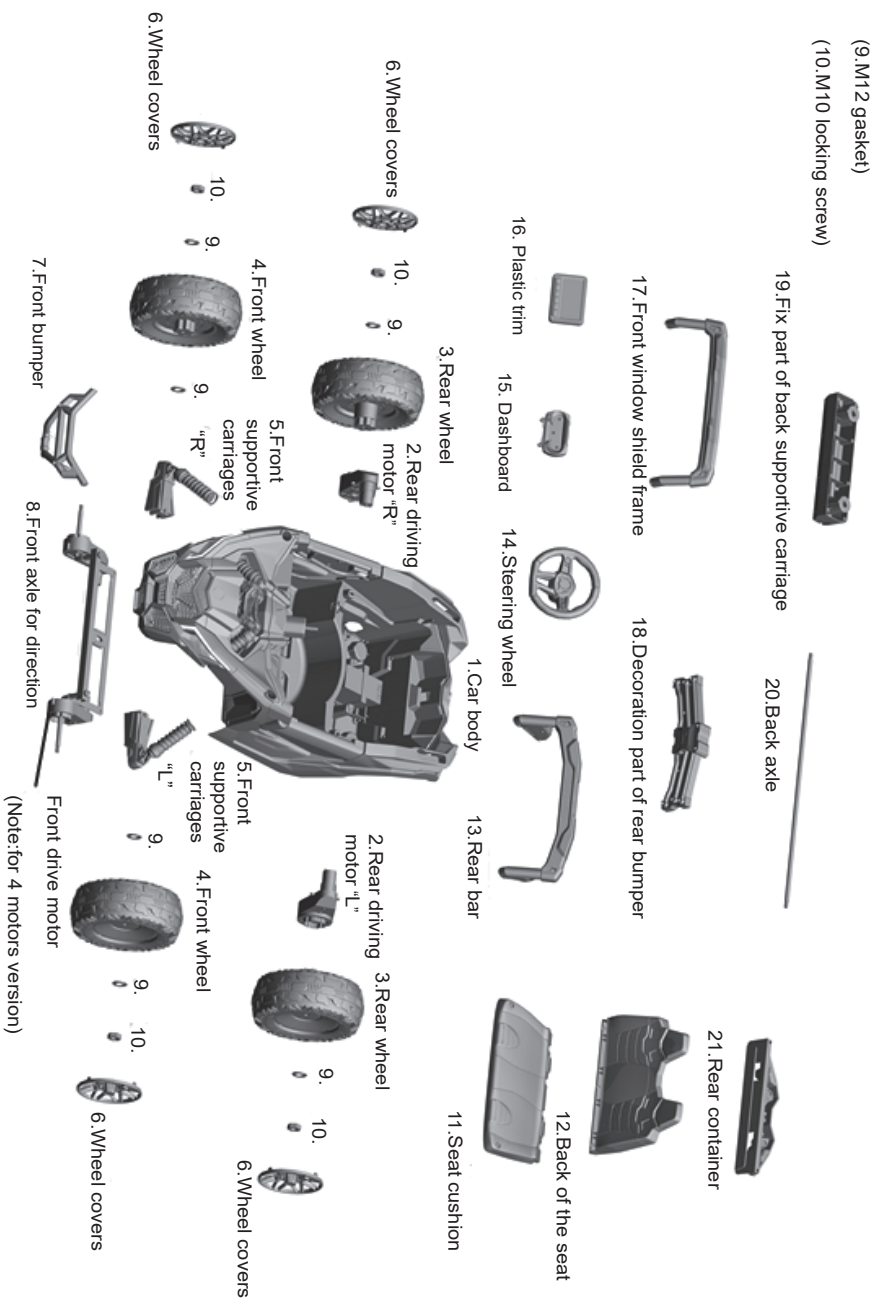 (9.M12 gasket)
(10.M10 locking screw)
19.Fix part of back supportive carriage
20.Back axle
17.Front window shield frame
18.Decoration part of rear bumper
21.Rear container
16. Plastic trim
15. Dashboard
14.Steering wheel
13.Rear bar
12.Back of the seat
11.Seat cushion
6.Wheel covers
10.
9.
3.Rear wheel
2.Rear driving
motor “R”
1.Car body
2.Rear driving
motor “L”
3.Rear wheel
9.
10.
6.Wheel covers
6.Wheel covers
10.
9.
4.Front wheel
9.
5.Front
supportive
carriages
“R”
5.Front
supportive
carriages
“L”
9.
4.Front wheel
9.
10.
6.Wheel covers
7.Front bumper
8.Front axle for direction
Front drive motor
(Note:for 4 motors version)